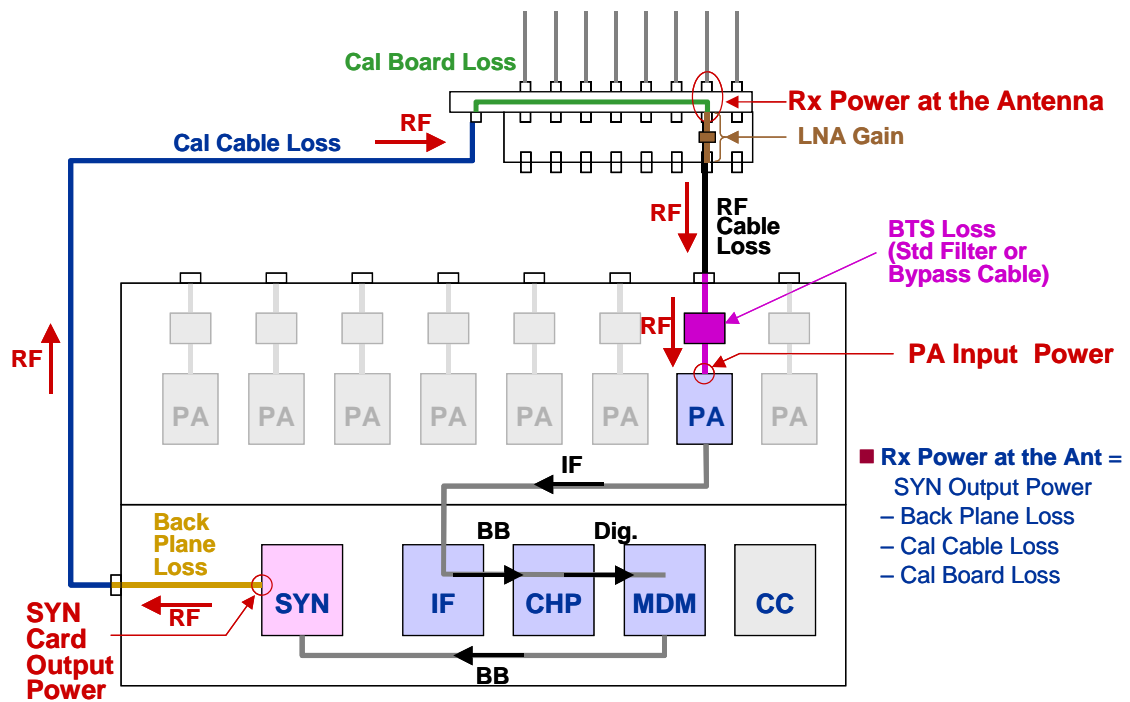 Cal Board Loss
Rx Power at the Antenna
RF
Cal Cable Loss
LNA Gain
RF
RF
Cable
Loss
BTS Loss
(Std Filter or
Bypass Cable)
RF
RF
PA Input Power
PA
PA
PA
PA
PA
PA
PA
PA
IF
Rx Power at the Ant =
SYN Output Power
– Back Plane Loss
– Cal Cable Loss
– Cal Board Loss
Back
Plane
Loss
BB
Dig.
SYN
IF
CHP
MDM
CC
RF
SYN
Card
Output
Power
BB